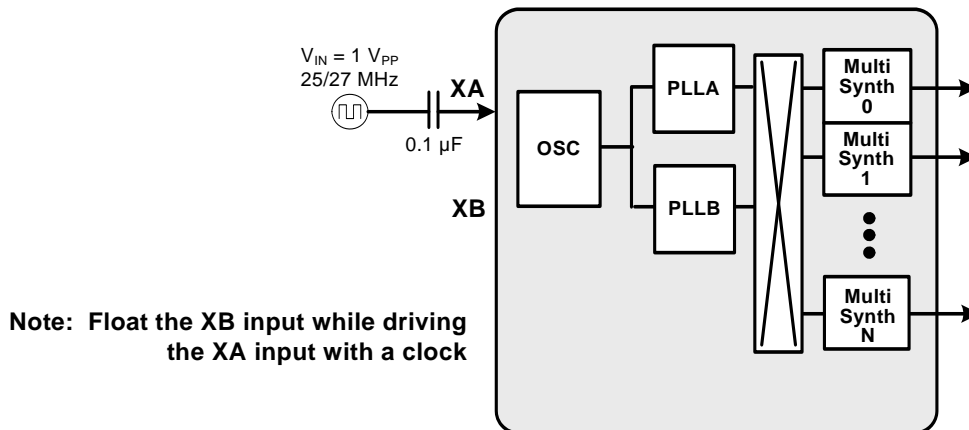 V_IN = 1 V_PP
25/27 MHz
XA
0.1 µF
XB
OSC
PLLA
PLLB
Multi
Synth
0
Multi
Synth
1
Multi
Synth
N
Note: Float the XB input while driving
the XA input with a clock